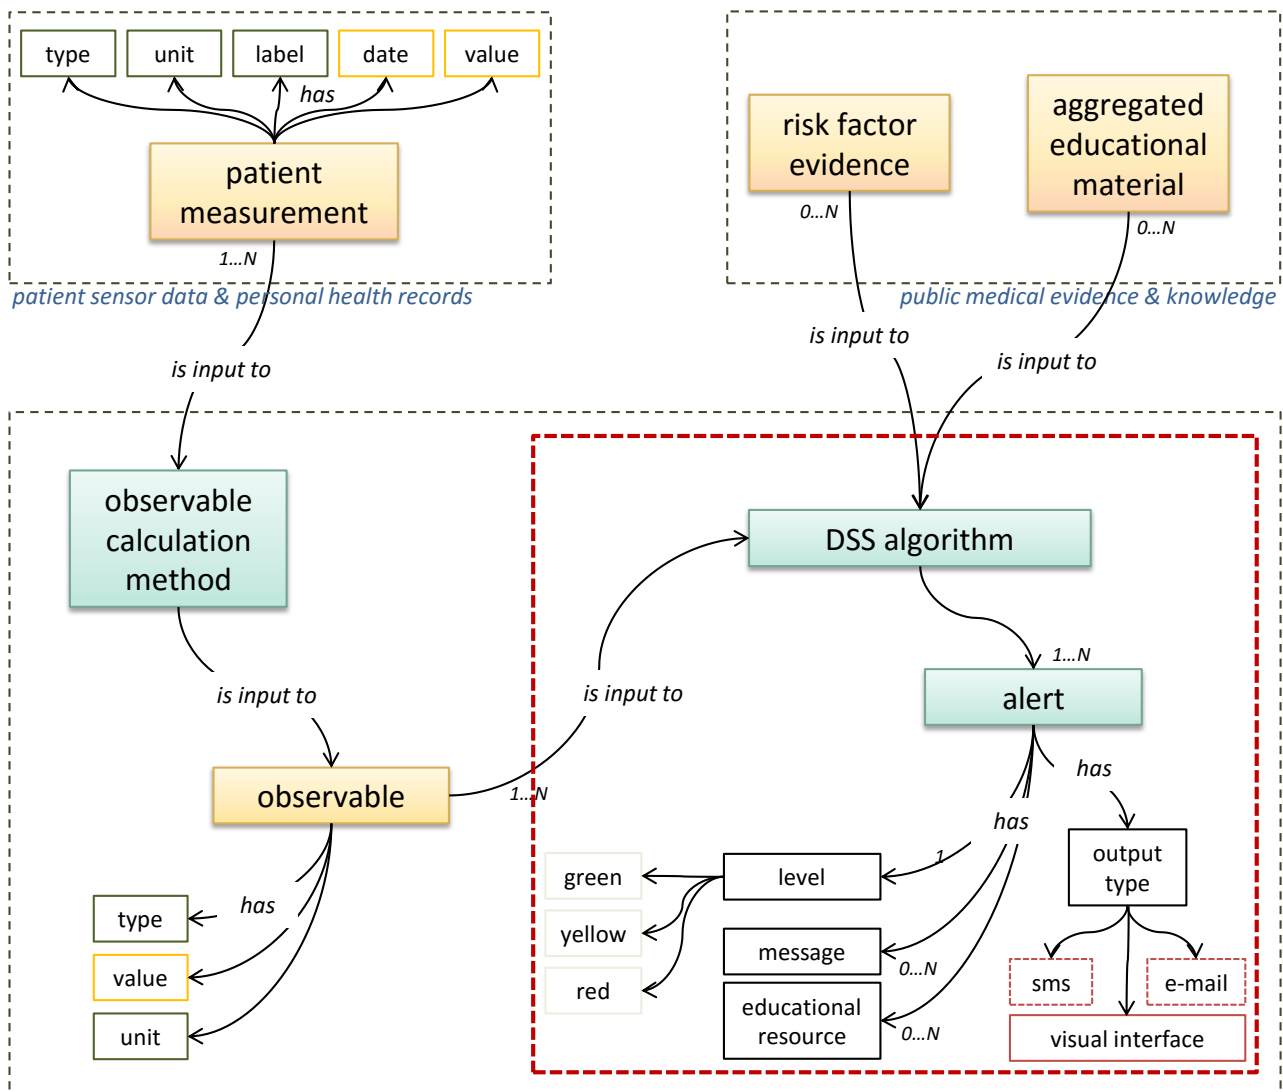 type
unit
label
date
value
has
patient
measurement
1...N
patient sensor data & personal health records
risk factor
evidence
0...N
aggregated
educational
material
0...N
public medical evidence & knowledge
is input to
is input to
is input to
observable
calculation
method
is input to
observable
1...N
has
type
value
unit
is input to
DSS algorithm
1...N
alert
has
has
1
level
green
yellow
red
message
0...N
educational
resource
0...N
output
type
sms
e-mail
visual interface